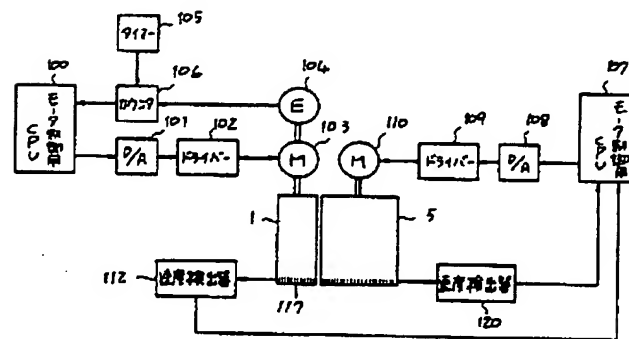 105
タイマー
100
106
104
107
モータ制御用
CPU
カウンタ
E
モータ制御用
CPU
101
102
103
110
109
108
D/A
ドライバー
M
M
ドライバー
D/A
1
5
112
速度検出器
117
速度検出器
120